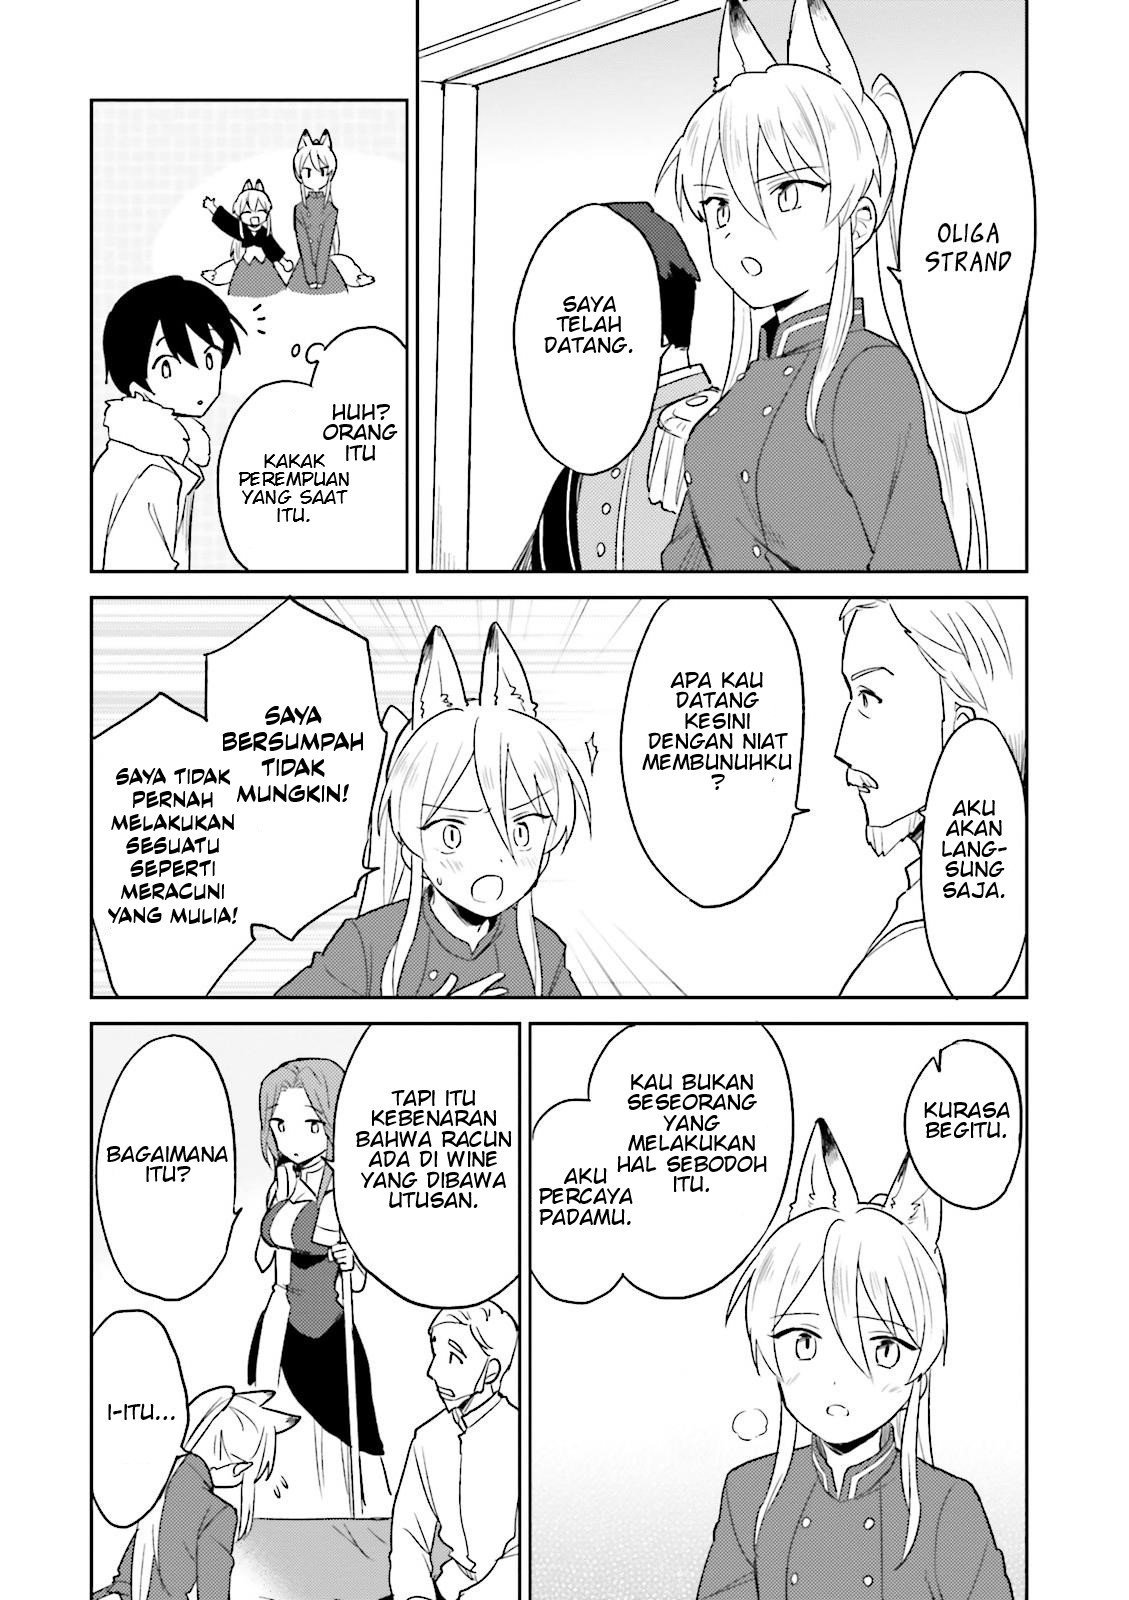 OLIGA
STRAND
SAYA
TELAH
DATANG.
HUH?
ORANG
ITU
KAKAK
PEREMPUAN
YANG SAAT
ITU.
AKU
AKAN
LANG-
SUNG
SAJA.
APA KAU
DATANG
KESINI
DENGAN NIAT
MEMBUNUHKU
?
SAYA
BERSUMPAH
TIDAK
MUNGKIN!
SAYA TIDAK
PERNAH
MELAKUKAN
SESUATU
SEPERTI
MERACUNI
YANG MULIA!
KURASA
BEGITU.
KAU BUKAN
SESEORANG
YANG
MELAKUKAN
HAL SEBODOH
ITU.
AKU
PERCAYA
PADAMU.
TAPI ITU
KEBENARAN
BAHWA RACUN
ADA DI WINE
YANG DIBAWA
UTUSAN.
BAGAIMANA
ITU?
I-ITU...